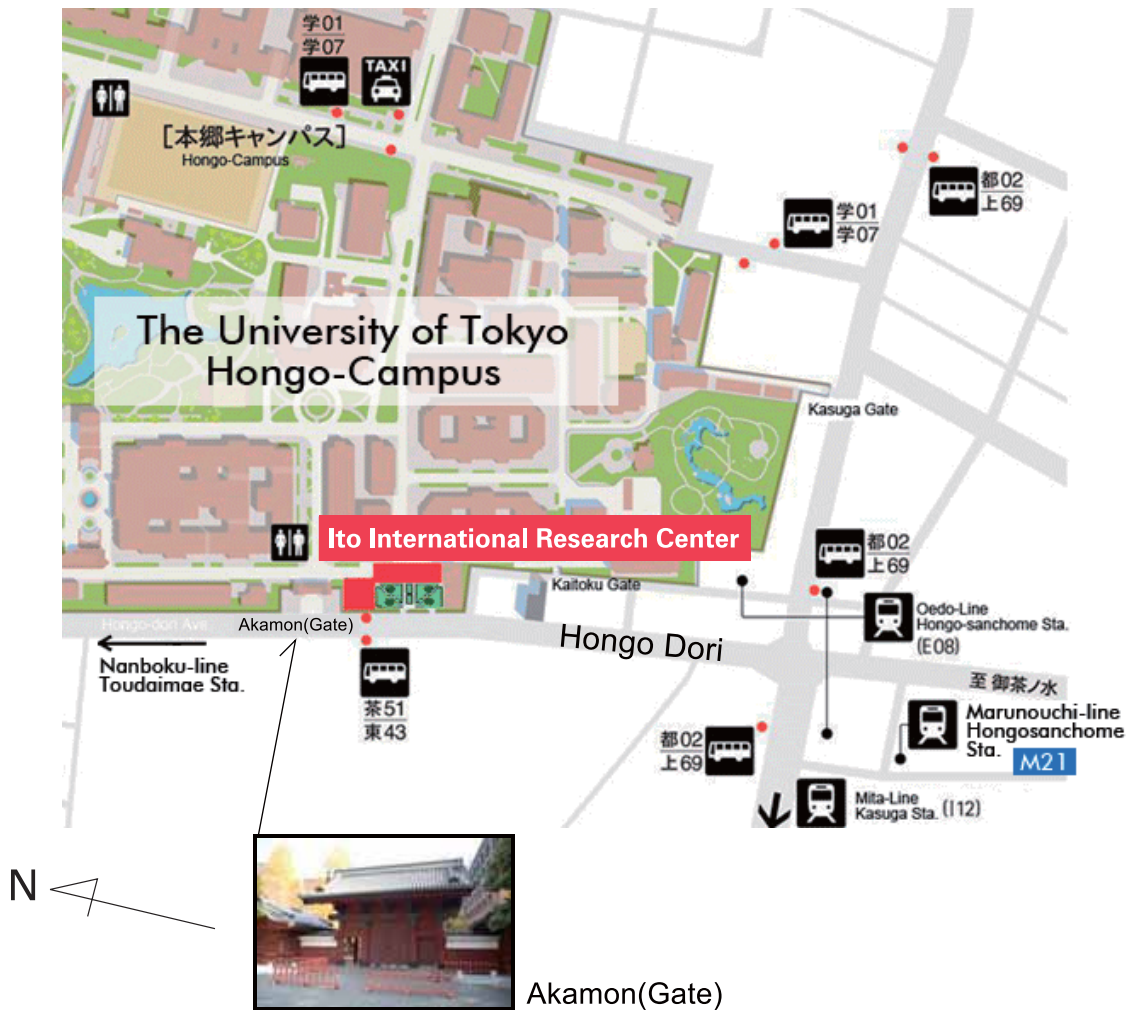 学01
学07
TAXI
[本郷キャンパス]
Hongo-Campus
都02
上69
学01
学07
The University of Tokyo
Hongo-Campus
Kasuga Gate
Ito International Research Center
都02
上69
Kaitoku Gate
Oedo-Line
Hongo-sanchome Sta.
(E08)
Hongo-dori Ave.
Akamon(Gate)
Hongo Dori
Nanboku-line
Toudaimae Sta.
至 御茶ノ水
茶51
東43
Marunouchi-line
Hongosanchome
Sta.
M21
都02
上69
Mita-Line
Kasuga Sta. (I12)
N
Akamon(Gate)